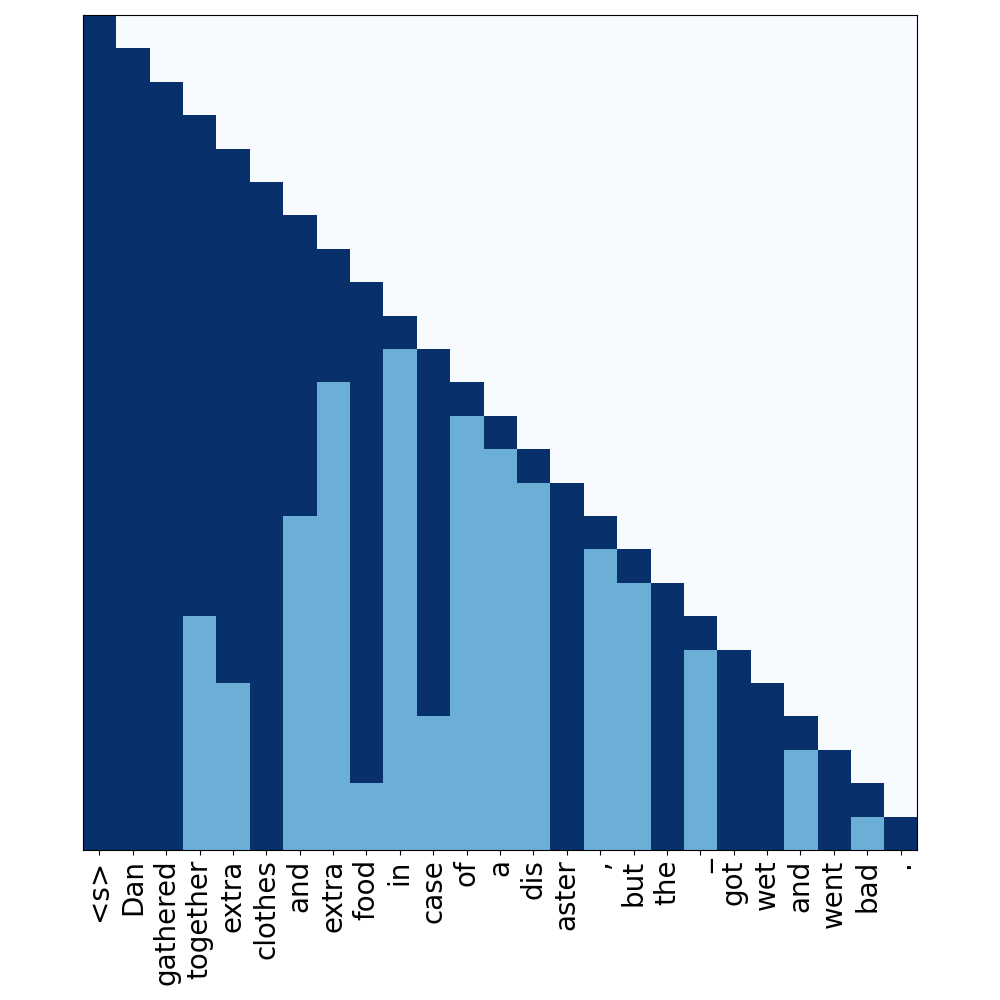 <s> Dan gathered together extra clothes and extra food in case of a dis aster , but the _ got wet and went bad .